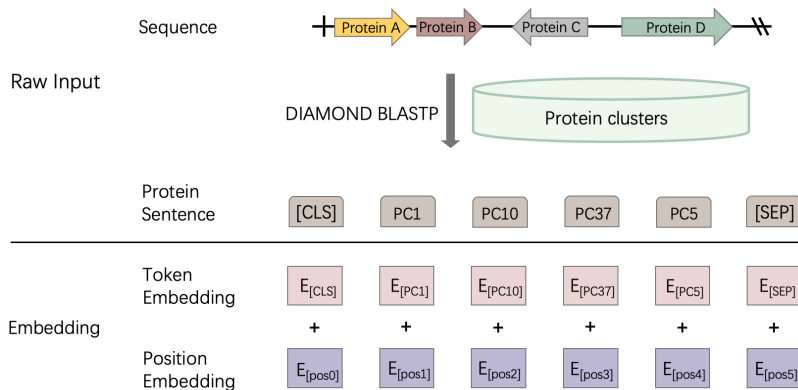 Sequence
Protein A Protein B Protein C Protein D
Raw Input
DIAMOND BLASTP
Protein clusters
Protein
Sentence
[CLS] PC1 PC10 PC37 PC5 [SEP]
Token
Embedding
E[CLS] E[PC1] E[PC10] E[PC37] E[PC5] E[SEP]
Embedding
+ + + + + +
Position
Embedding
E[pos0] E[pos1] E[pos2] E[pos3] E[pos4] E[pos5]